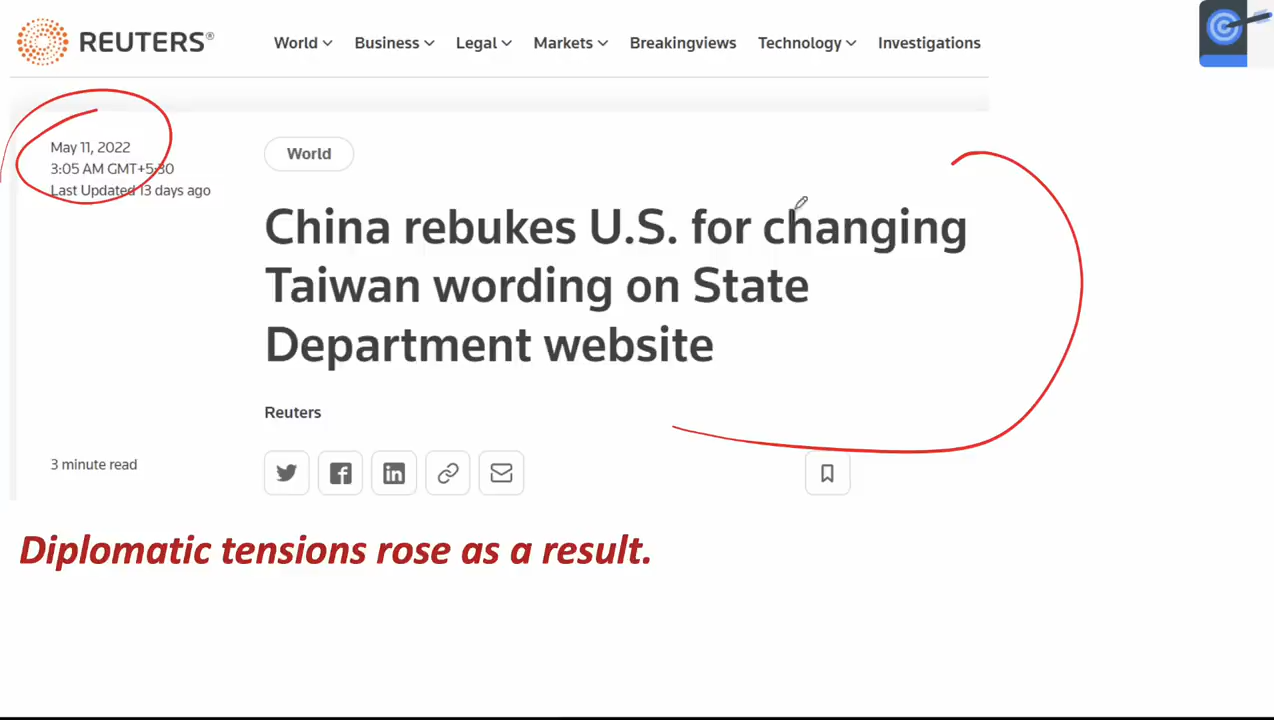 REUTERS®
World Business Legal Markets Breakingviews Technology Investigations
May 11, 2022
3:05 AM GMT+5:30
Last Updated 13 days ago
World
China rebukes U.S. for changing
Taiwan wording on State
Department website
Reuters
3 minute read
Diplomatic tensions rose as a result.